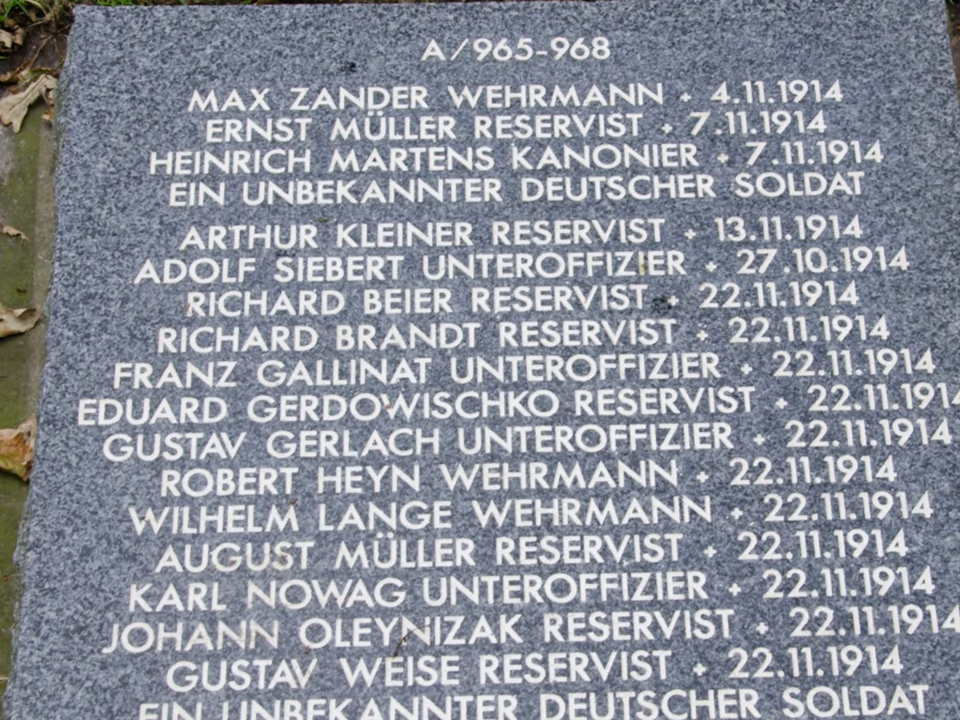 A/965-968
MAX ZANDER WEHRMANN + 4.11.1914
ERNST MÜLLER RESERVIST + 7.11.1914
HEINRICH MARTENS KANONIER + 7.11.1914
EIN UNBEKANNTER DEUTSCHER SOLDAT
ARTHUR KLEINER RESERVIST + 13.11.1914
ADOLF SIEBERT UNTEROFFIZIER + 27.10.1914
RICHARD BEIER RESERVIST + 22.11.1914
RICHARD BRANDT RESERVIST + 22.11.1914
FRANZ GALLINAT UNTEROFFIZIER + 22.11.1914
EDUARD GERDOWISCHKO RESERVIST + 22.11.1914
GUSTAV GERLACH UNTEROFFIZIER + 22.11.1914
ROBERT HEYN WEHRMANN + 22.11.1914
WILHELM LANGE WEHRMANN + 22.11.1914
AUGUST MÜLLER RESERVIST + 22.11.1914
KARL NOWAG UNTEROFFIZIER + 22.11.1914
JOHANN OLEYNIZAK RESERVIST + 22.11.1914
GUSTAV WEISE RESERVIST + 22.11.1914
EIN UNBEKANNTER DEUTSCHER SOLDAT